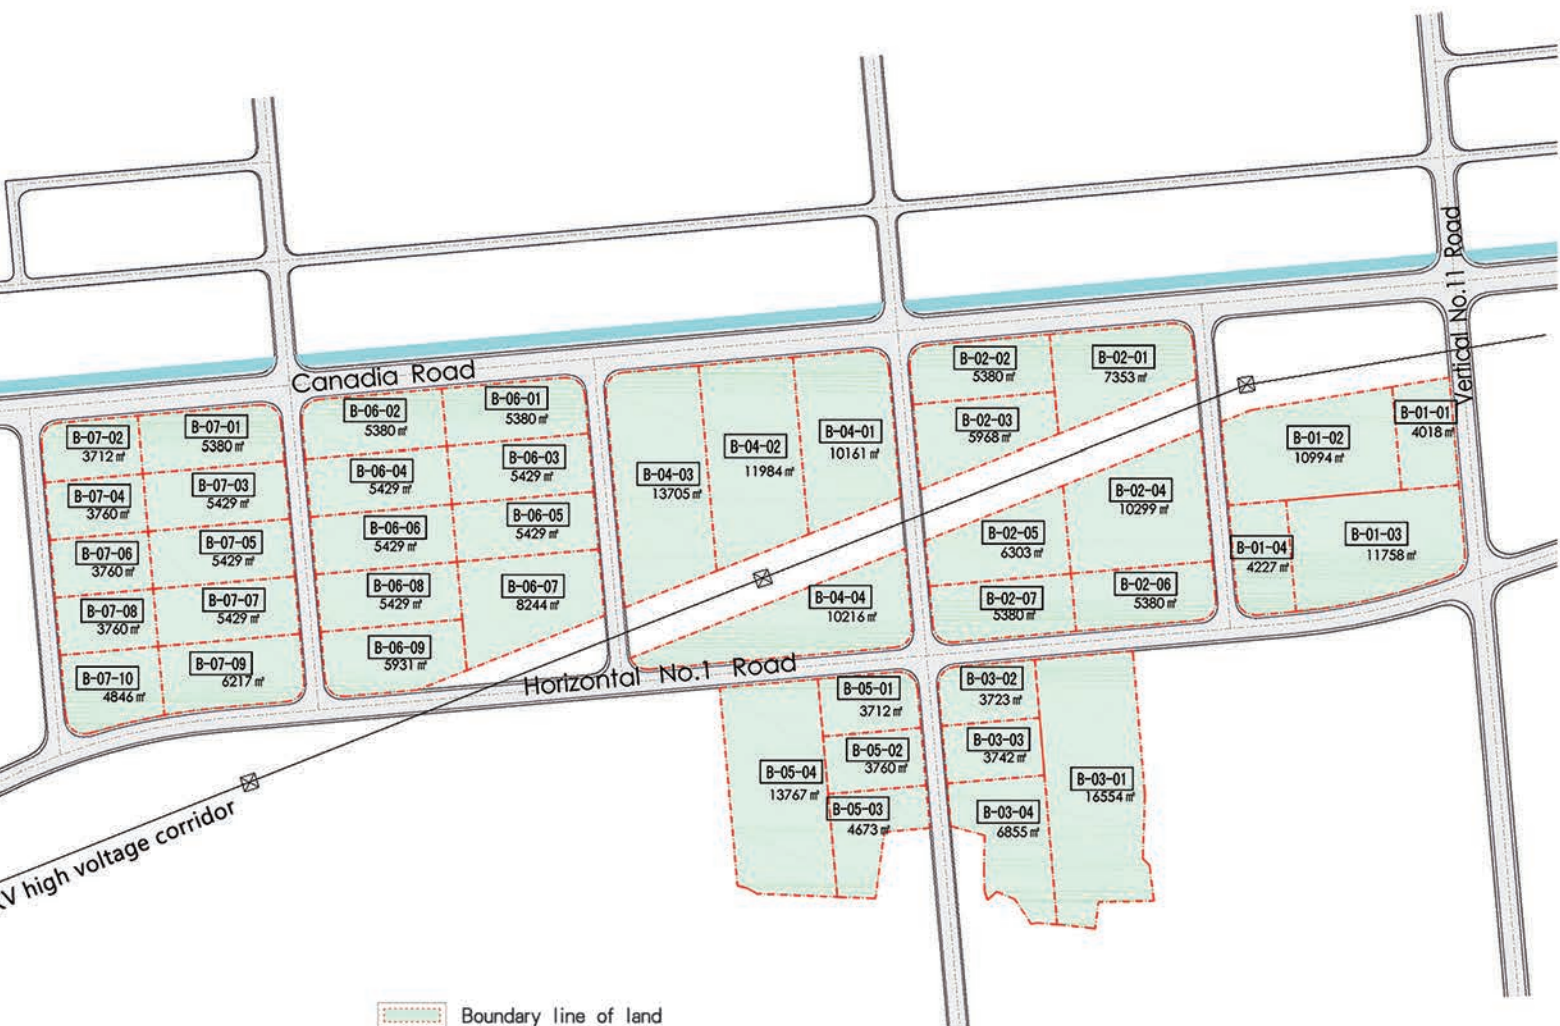 Vertical No.11 Road
Canadia Road
B-07-02
3712㎡
B-07-01
5380㎡
B-07-04
3760㎡
B-07-03
5429㎡
B-07-06
3760㎡
B-07-05
5429㎡
B-07-08
3760㎡
B-07-07
5429㎡
B-07-10
4846㎡
B-07-09
6217㎡
B-06-02
5380㎡
B-06-01
5380㎡
B-06-04
5429㎡
B-06-03
5429㎡
B-06-06
5429㎡
B-06-05
5429㎡
B-06-08
5429㎡
B-06-07
8244㎡
B-06-09
5931㎡
B-04-03
13705㎡
B-04-02
11984㎡
B-04-01
10161㎡
B-04-04
10216㎡
B-02-02
5380㎡
B-02-01
7353㎡
B-02-03
5968㎡
B-02-04
10299㎡
B-02-05
6303㎡
B-02-07
5380㎡
B-02-06
5380㎡
B-01-02
10994㎡
B-01-01
4018㎡
B-01-04
4227㎡
B-01-03
11758㎡
Horizontal No.1 Road
B-05-01
3712㎡
B-05-02
3760㎡
B-05-04
13767㎡
B-05-03
4673㎡
B-03-02
3723㎡
B-03-03
3742㎡
B-03-01
16554㎡
B-03-04
6855㎡
high voltage corridor
Boundary line of land